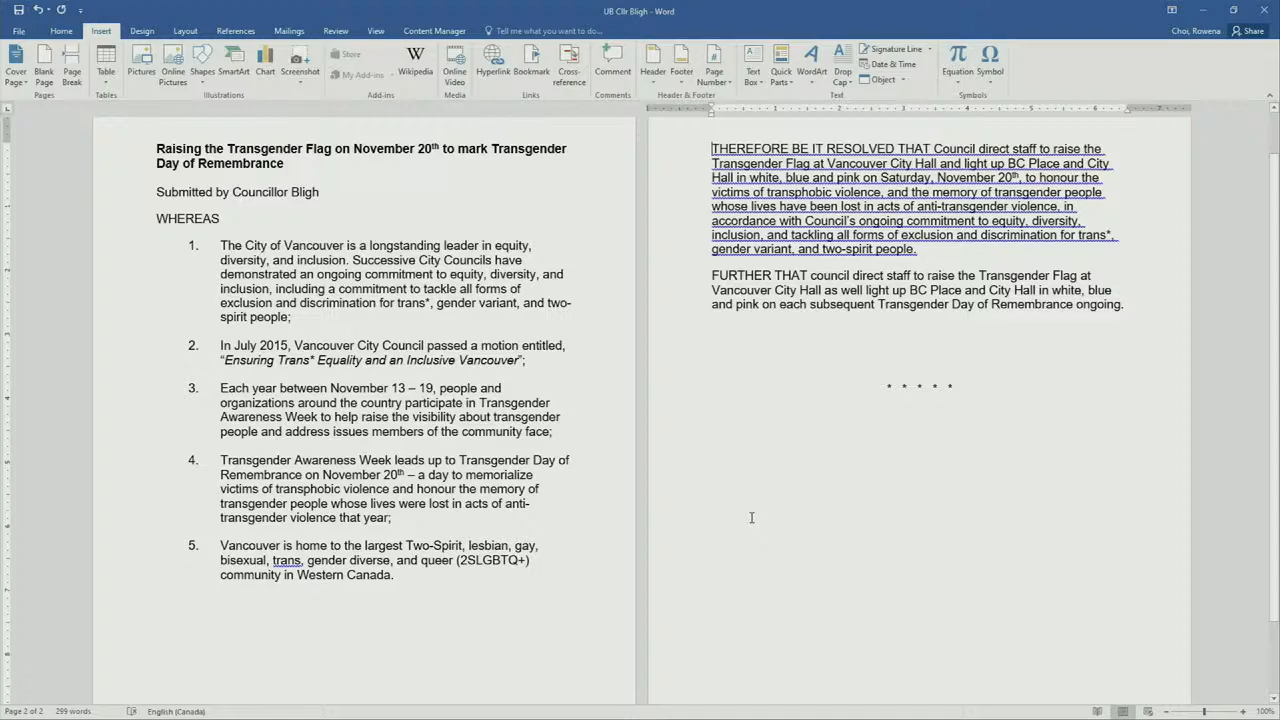 UB Cllr Bligh - Word
File Home Insert Design Layout References Mailings Review View Content Manager Tell me what you want to do... Choi, Rowena Share
Cover Page Blank Page Page Break Table Pictures Online Pictures Shapes SmartArt Chart Screenshot Store My Add-ins Wikipedia Online Video Hyperlink Bookmark Cross-reference Comment Header Footer Page Number Text Box Quick Parts WordArt Drop Cap Signature Line Date & Time Object Equation Symbol
Pages Tables Illustrations Add-ins Media Links Comments Header & Footer Text Symbols
Raising the Transgender Flag on November 20th to mark Transgender
Day of Remembrance
Submitted by Councillor Bligh
WHEREAS
1. The City of Vancouver is a longstanding leader in equity,
diversity, and inclusion. Successive City Councils have
demonstrated an ongoing commitment to equity, diversity, and
inclusion, including a commitment to tackle all forms of
exclusion and discrimination for trans*, gender variant, and two-
spirit people;
2. In July 2015, Vancouver City Council passed a motion entitled,
“Ensuring Trans* Equality and an Inclusive Vancouver”;
3. Each year between November 13 – 19, people and
organizations around the country participate in Transgender
Awareness Week to help raise the visibility about transgender
people and address issues members of the community face;
4. Transgender Awareness Week leads up to Transgender Day of
Remembrance on November 20th – a day to memorialize
victims of transphobic violence and honour the memory of
transgender people whose lives were lost in acts of anti-
transgender violence that year;
5. Vancouver is home to the largest Two-Spirit, lesbian, gay,
bisexual, trans, gender diverse, and queer (2SLGBTQ+)
community in Western Canada.
THEREFORE BE IT RESOLVED THAT Council direct staff to raise the
Transgender Flag at Vancouver City Hall and light up BC Place and City
Hall in white, blue and pink on Saturday, November 20th, to honour the
victims of transphobic violence, and the memory of transgender people
whose lives have been lost in acts of anti-transgender violence, in
accordance with Council’s ongoing commitment to equity, diversity,
inclusion, and tackling all forms of exclusion and discrimination for trans*,
gender variant, and two-spirit people.
FURTHER THAT council direct staff to raise the Transgender Flag at
Vancouver City Hall as well light up BC Place and City Hall in white, blue
and pink on each subsequent Transgender Day of Remembrance ongoing.
* * * * *
Page 2 of 2 299 words English (Canada) 100%